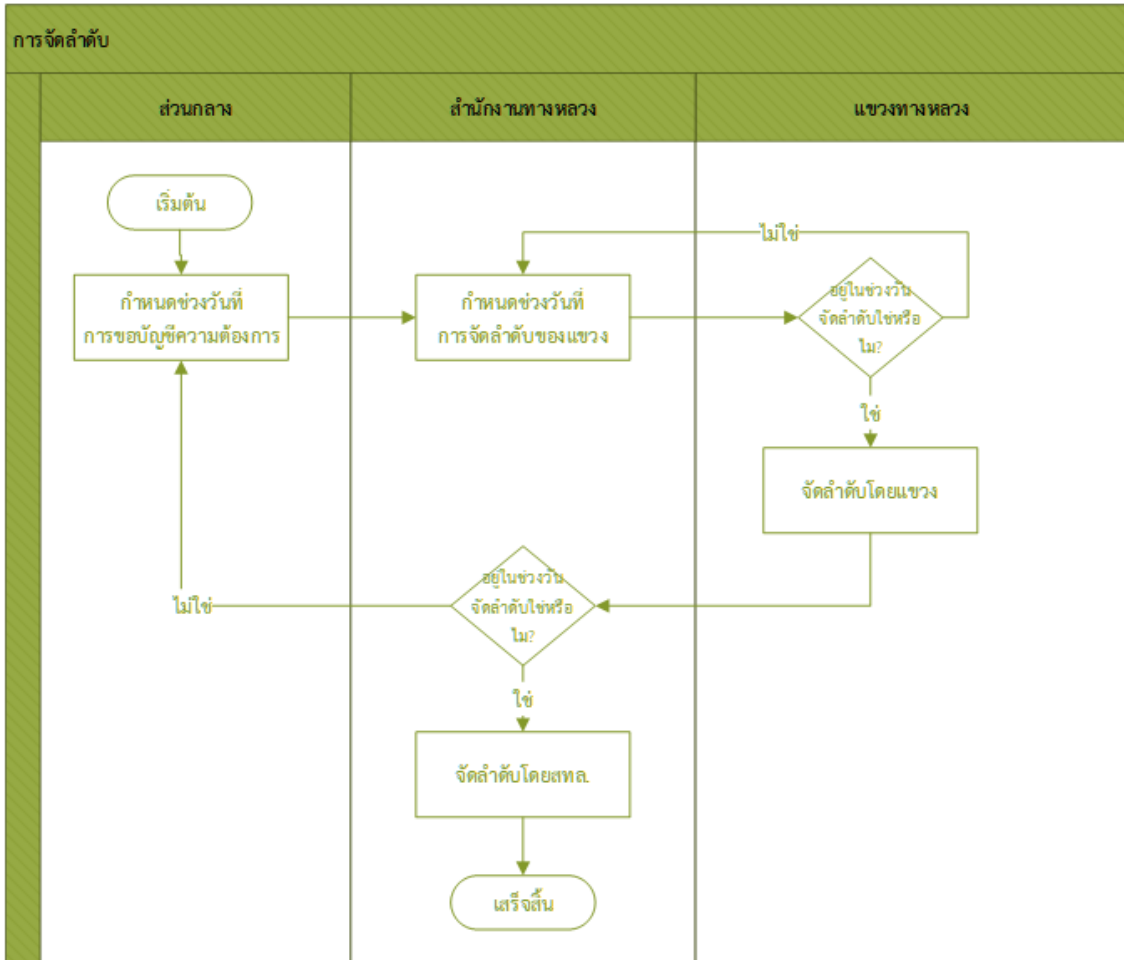 การจัดลำดับ
ส่วนกลาง
สำนักงานทางหลวง
แขวงทางหลวง
เริ่มต้น
ไม่ใช่
กำหนดช่วงวันที่
การขอบัญชีความต้องการ
กำหนดช่วงวันที่
การจัดลำดับของแขวง
อยู่ในช่วงวัน
จัดลำดับใช่หรือ
ไม?
ใช่
จัดลำดับโดยแขวง
อยู่ในช่วงวัน
จัดลำดับใช่หรือ
ไม?
ไม่ใช่
ใช่
จัดลำดับโดยสทล.
เสร็จสิ้น